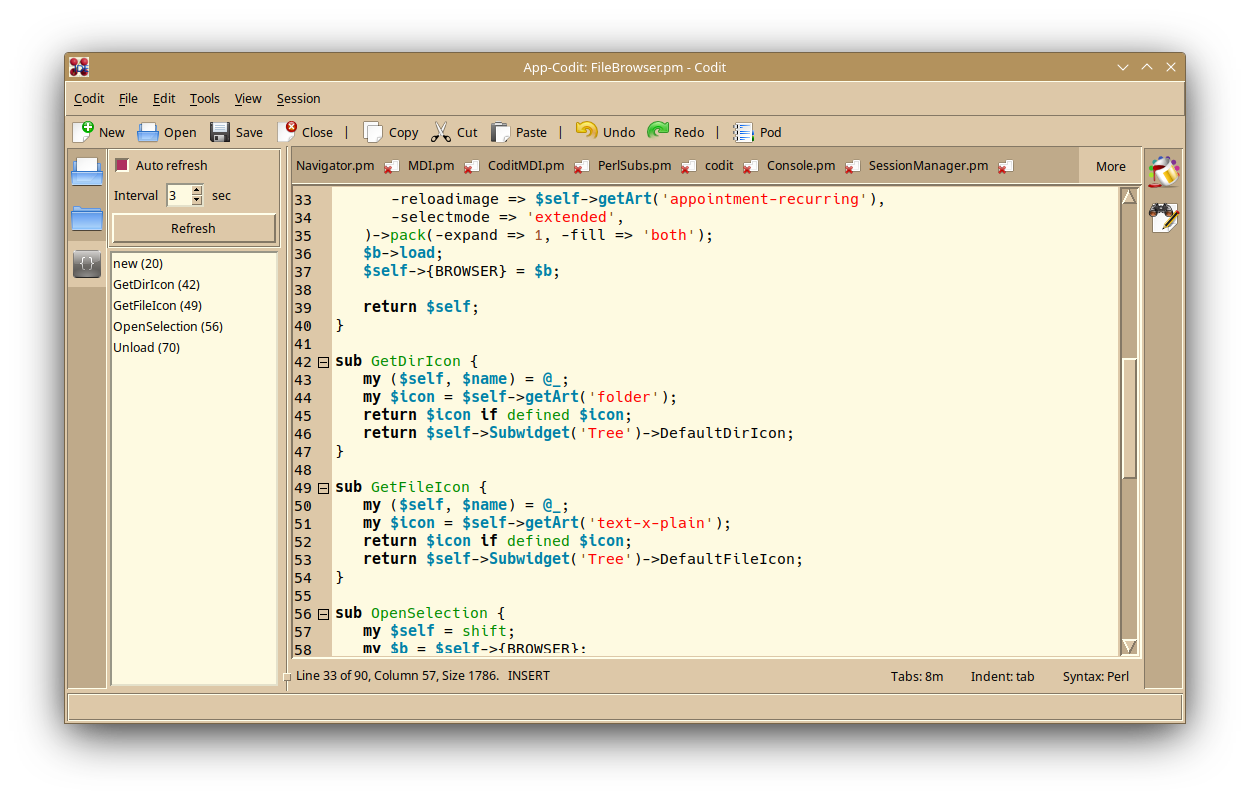 App-Codit: FileBrowser.pm - Codit
Codit File Edit Tools View Session
New Open Save Close | Copy Cut Paste | Undo Redo | Pod
Auto refresh
Interval 3 sec
Refresh
new (20)
GetDirIcon (42)
GetFileIcon (49)
OpenSelection (56)
Unload (70)
Navigator.pm MDI.pm CoditMDI.pm PerlSubs.pm codit Console.pm SessionManager.pm More
33 -reloadimage => $self->getArt('appointment-recurring'),
34 -selectmode => 'extended',
35 )->pack(-expand => 1, -fill => 'both');
36 $b->load;
37 $self->{BROWSER} = $b;
38
39 return $self;
40 }
41
42 sub GetDirIcon {
43 my ($self, $name) = @_;
44 my $icon = $self->getArt('folder');
45 return $icon if defined $icon;
46 return $self->Subwidget('Tree')->DefaultDirIcon;
47 }
48
49 sub GetFileIcon {
50 my ($self, $name) = @_;
51 my $icon = $self->getArt('text-x-plain');
52 return $icon if defined $icon;
53 return $self->Subwidget('Tree')->DefaultFileIcon;
54 }
55
56 sub OpenSelection {
57 my $self = shift;
58 my $b = $self->{BROWSER};
Line 33 of 90, Column 57, Size 1786. INSERT Tabs: 8m Indent: tab Syntax: Perl